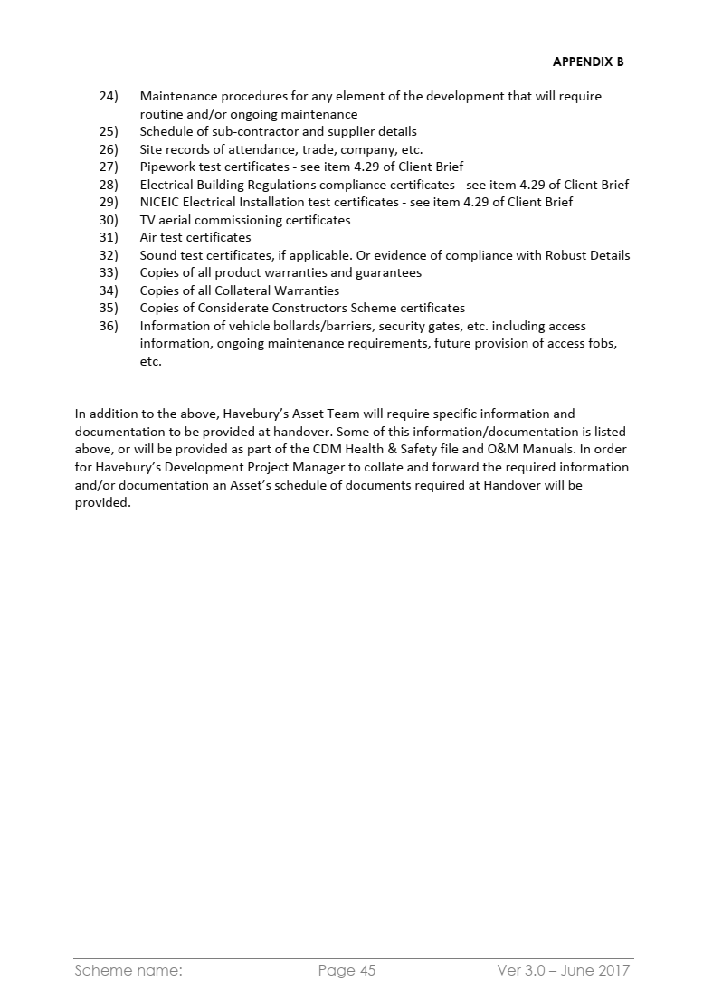 APPENDIX B
24) Maintenance procedures for any element of the development that will require
routine and/or ongoing maintenance
25) Schedule of sub-contractor and supplier details
26) Site records of attendance, trade, company, etc.
27) Pipework test certificates - see item 4.29 of Client Brief
28) Electrical Building Regulations compliance certificates - see item 4.29 of Client Brief
29) NICEIC Electrical Installation test certificates - see item 4.29 of Client Brief
30) TV aerial commissioning certificates
31) Air test certificates
32) Sound test certificates, if applicable. Or evidence of compliance with Robust Details
33) Copies of all product warranties and guarantees
34) Copies of all Collateral Warranties
35) Copies of Considerate Constructors Scheme certificates
36) Information of vehicle bollards/barriers, security gates, etc. including access
information, ongoing maintenance requirements, future provision of access fobs,
etc.
In addition to the above, Havebury’s Asset Team will require specific information and
documentation to be provided at handover. Some of this information/documentation is listed
above, or will be provided as part of the CDM Health & Safety file and O&M Manuals. In order
for Havebury’s Development Project Manager to collate and forward the required information
and/or documentation an Asset’s schedule of documents required at Handover will be
provided.
Scheme name: Page 45 Ver 3.0 – June 2017